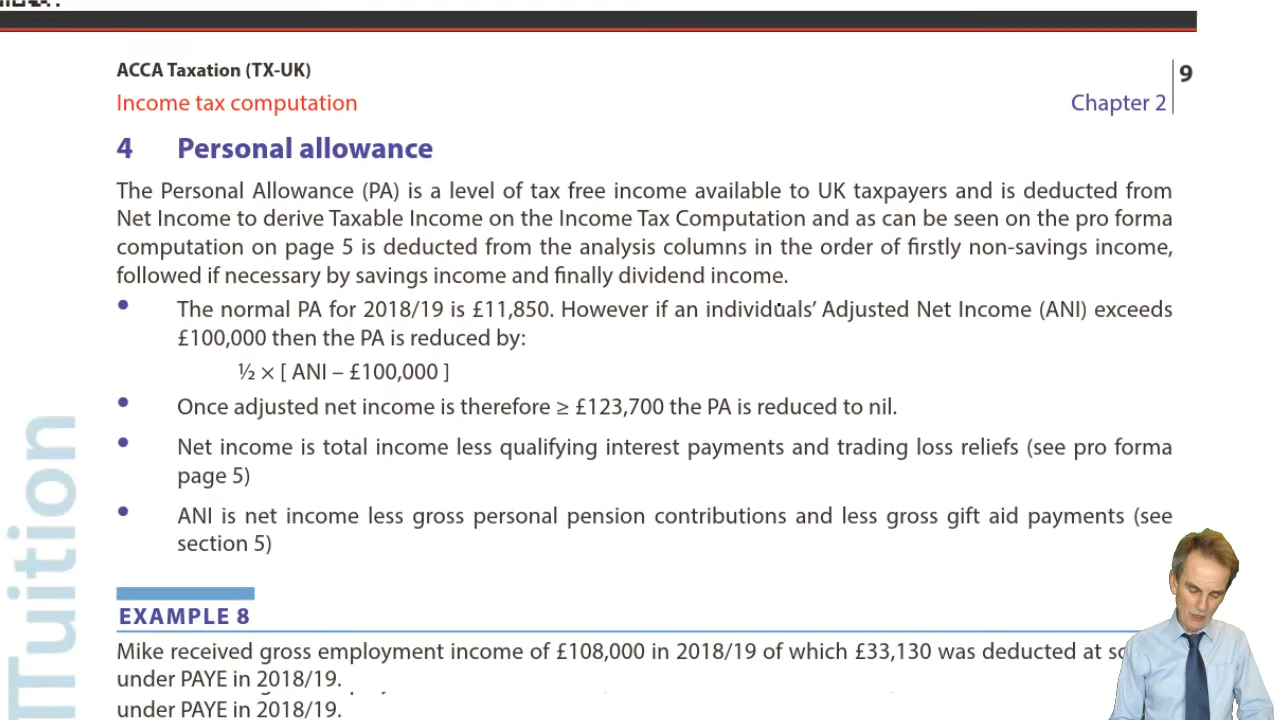 ACCA Taxation (TX-UK)
9
Income tax computation
Chapter 2
4 Personal allowance
The Personal Allowance (PA) is a level of tax free income available to UK taxpayers and is deducted from
Net Income to derive Taxable Income on the Income Tax Computation and as can be seen on the pro forma
computation on page 5 is deducted from the analysis columns in the order of firstly non-savings income,
followed if necessary by savings income and finally dividend income.
• The normal PA for 2018/19 is £11,850. However if an individuals’ Adjusted Net Income (ANI) exceeds
£100,000 then the PA is reduced by:
½ × [ ANI – £100,000 ]
• Once adjusted net income is therefore ≥ £123,700 the PA is reduced to nil.
• Net income is total income less qualifying interest payments and trading loss reliefs (see pro forma
page 5)
• ANI is net income less gross personal pension contributions and less gross gift aid payments (see
section 5)
EXAMPLE 8
Mike received gross employment income of £108,000 in 2018/19 of which £33,130 was deducted at
under PAYE in 2018/19.
under PAYE in 2018/19.
Tuition